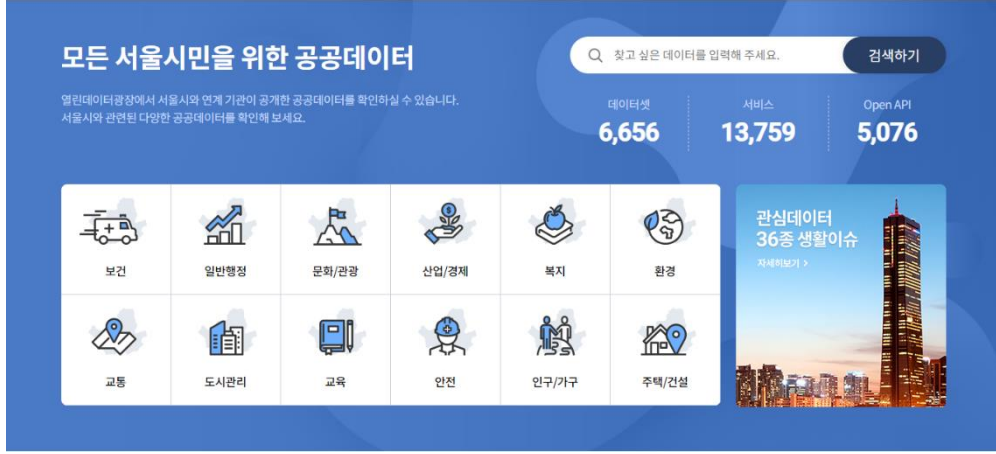 모든 서울시민을 위한 공공데이터
열린데이터광장에서 서울시와 연계 기관이 공개한 공공데이터를 확인하실 수 있습니다.
서울시와 관련된 다양한 공공데이터를 확인해 보세요.
찾고 싶은 데이터를 입력해 주세요.
검색하기
데이터셋
6,656
서비스
13,759
Open API
5,076
보건
일반행정
문화/관광
산업/경제
복지
환경
교통
도시관리
교육
안전
인구/가구
주택/건설
관심데이터
36종 생활이슈
자세히보기 >